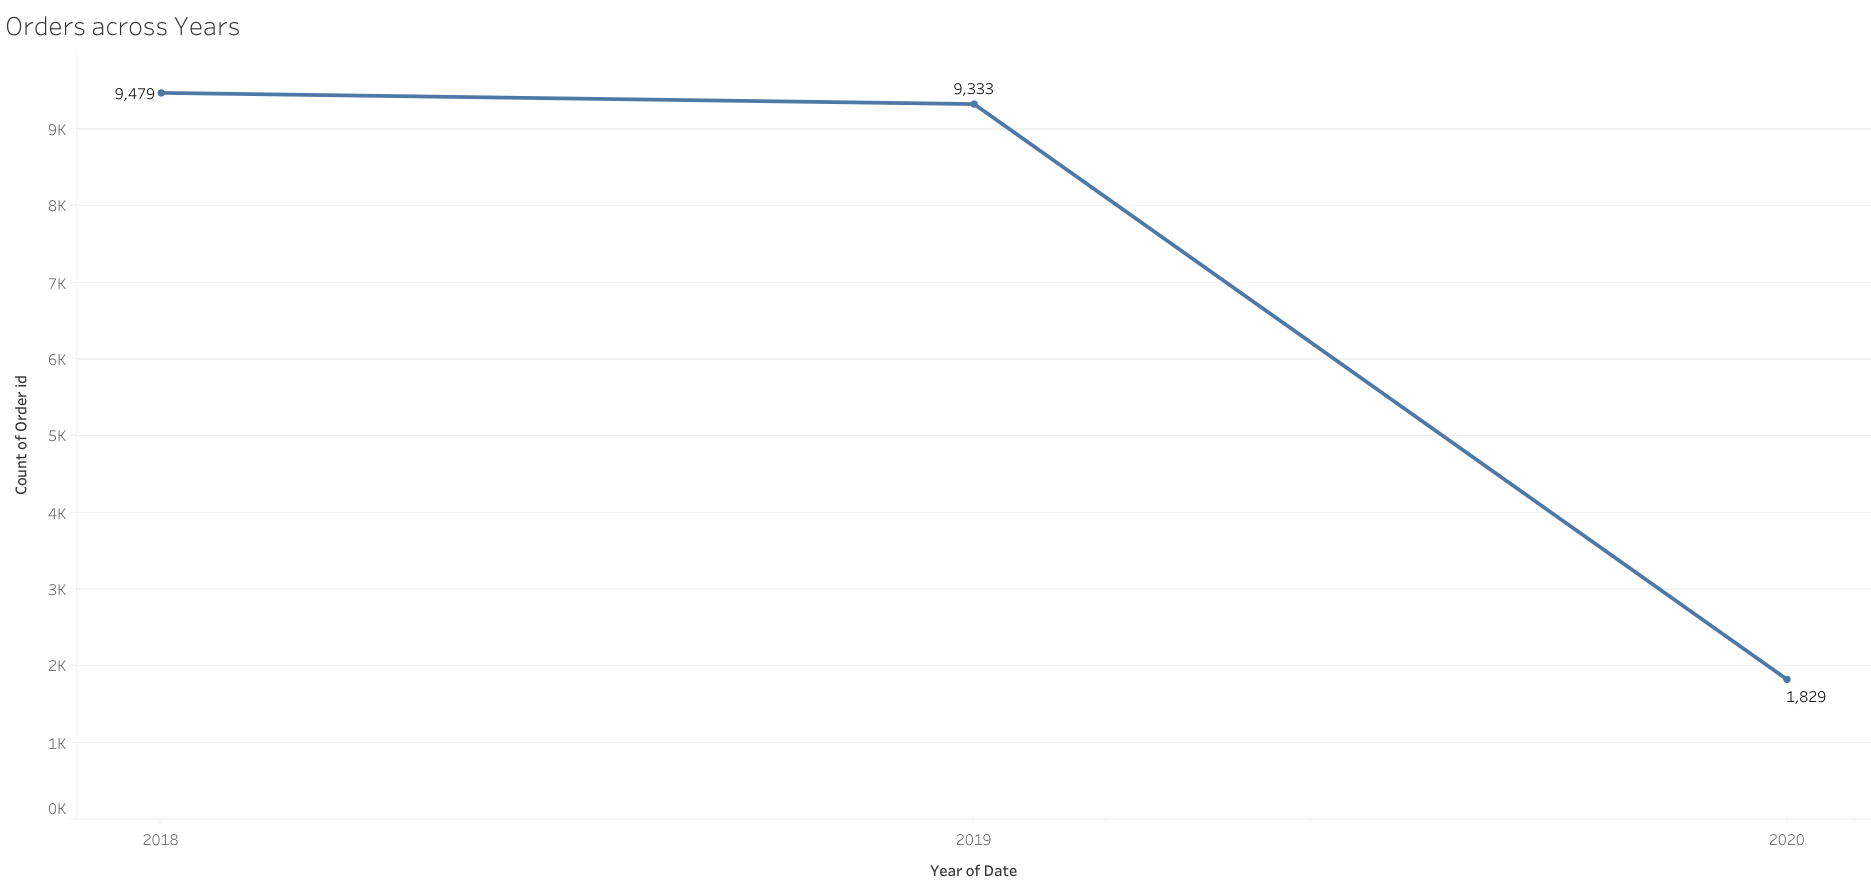 Orders across Years
9,479
9,333
9K
8K
7K
6K
5K
4K
3K
2K
1,829
1K
0K
Count of Order id
2018 2019 2020
Year of Date